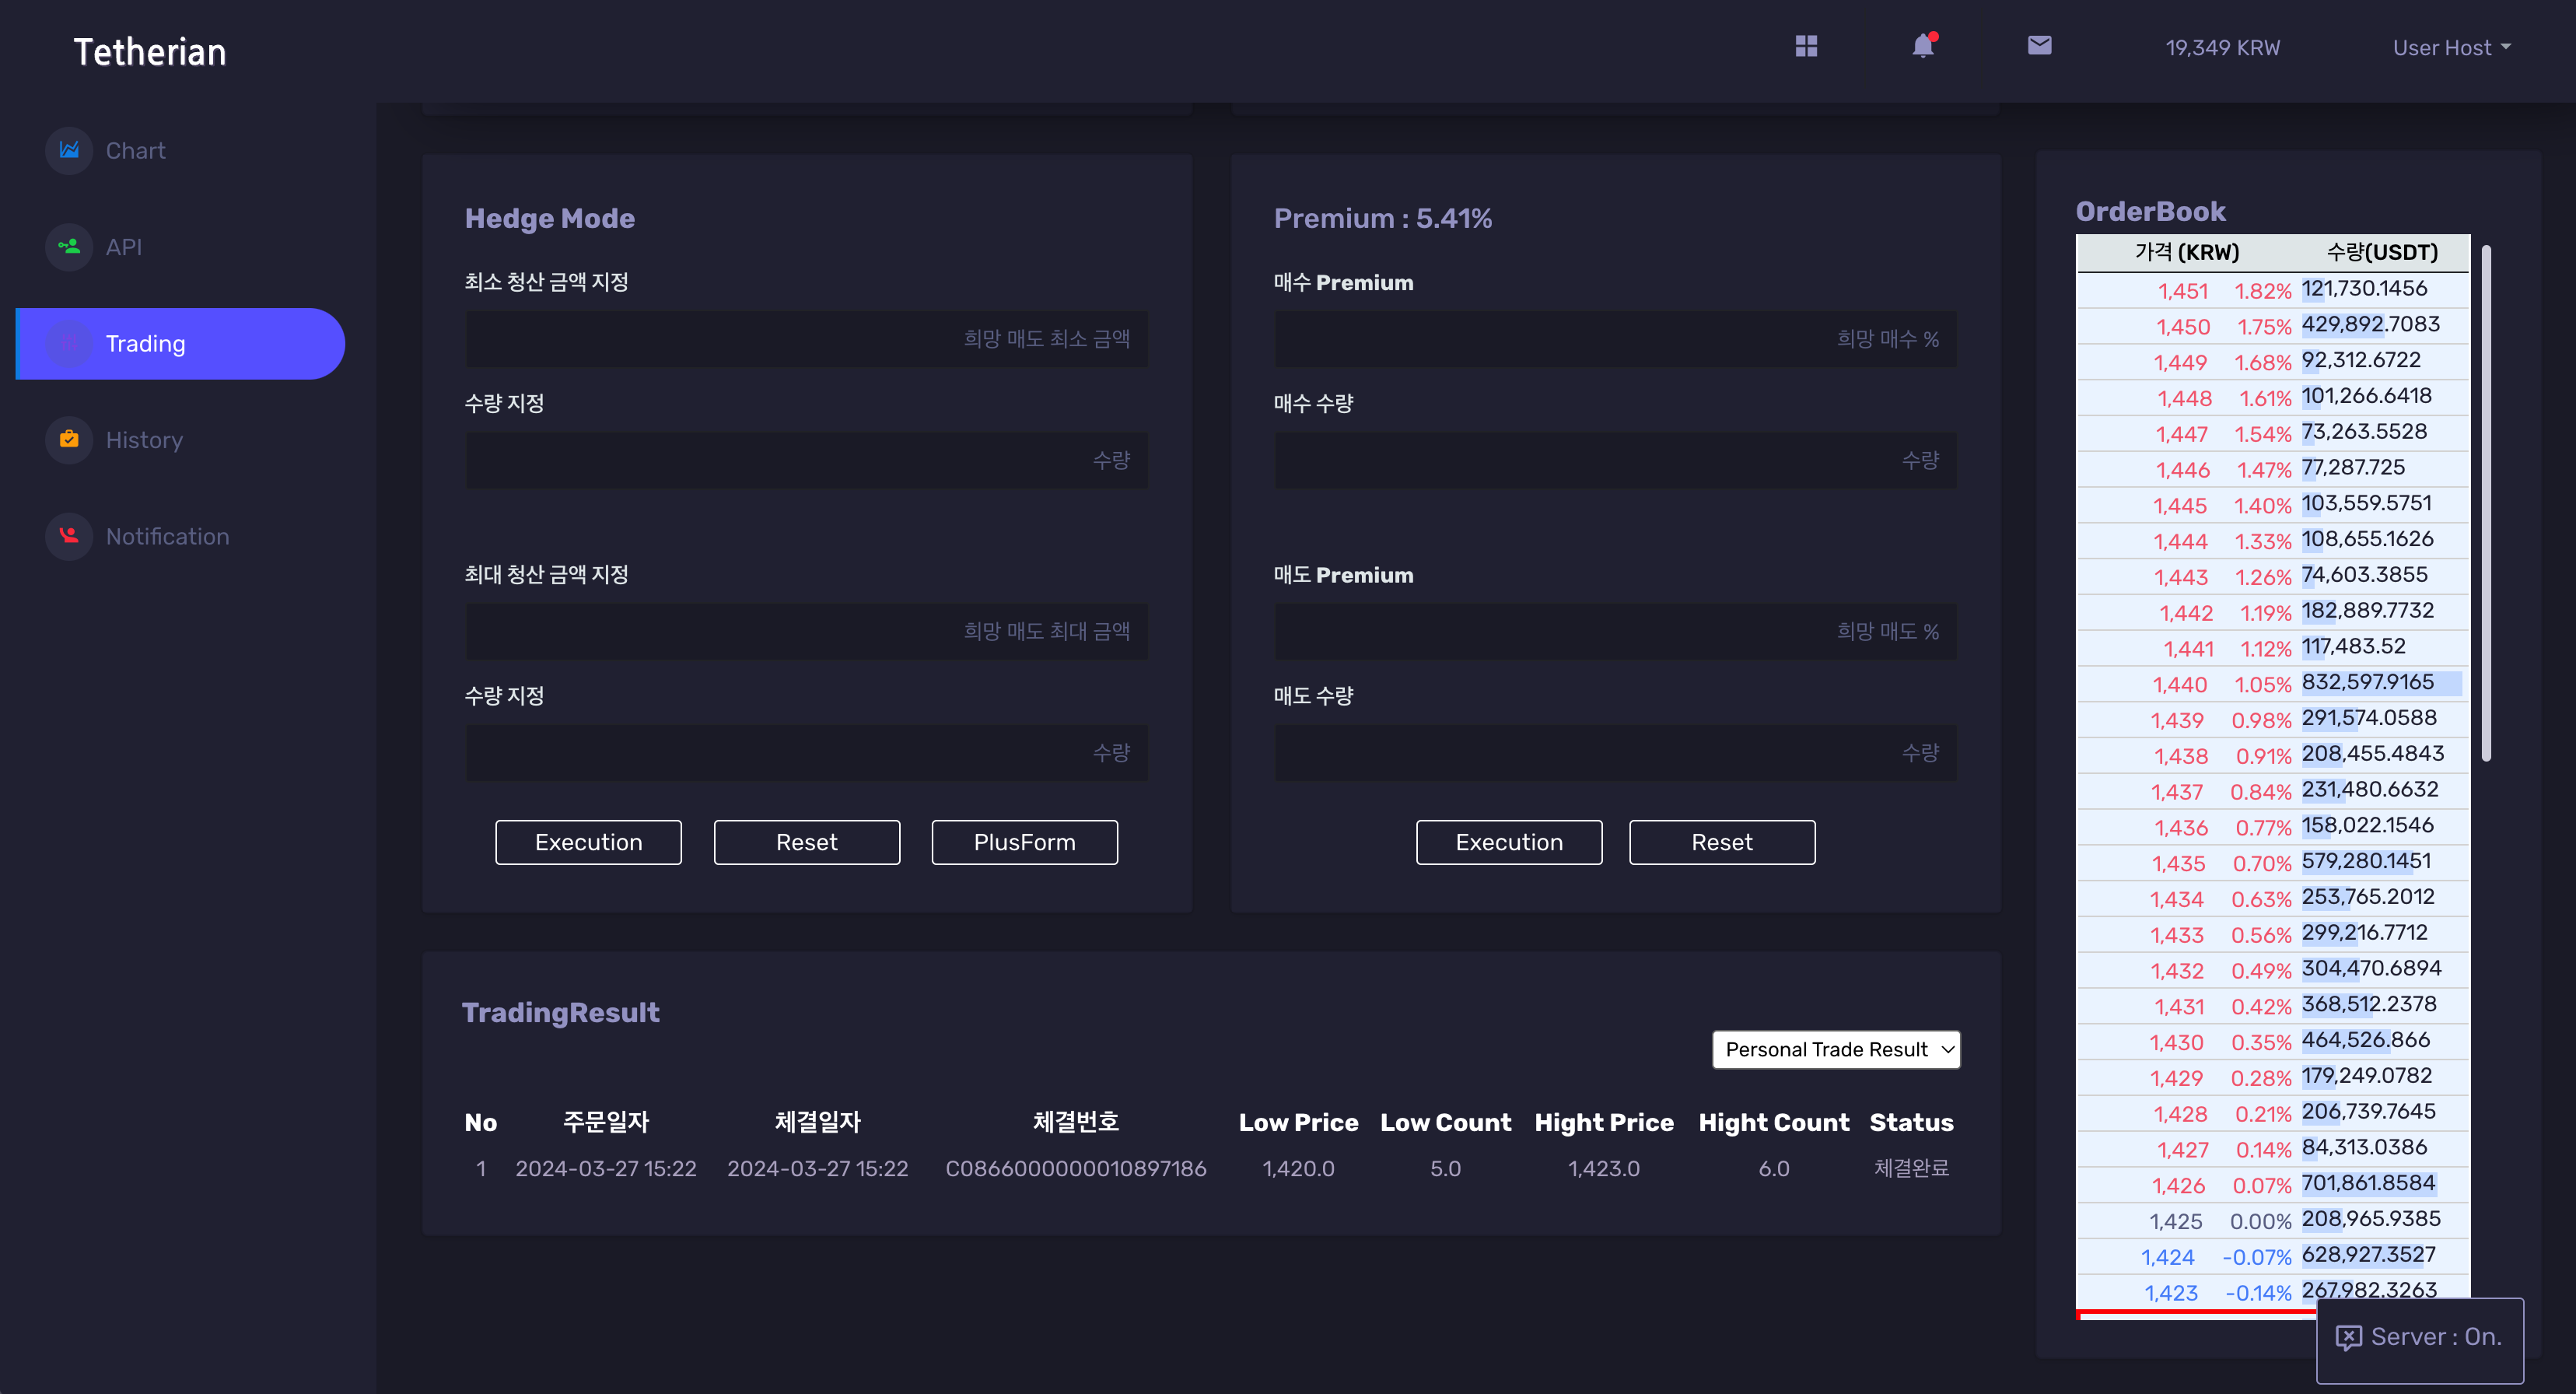 Tetherian
19,349 KRW
User Host
Chart
API
Trading
History
Notification
Hedge Mode
최소 청산 금액 지정
희망 매도 최소 금액
수량 지정
수량
최대 청산 금액 지정
희망 매도 최대 금액
수량 지정
수량
Execution Reset PlusForm
Premium : 5.41%
매수 Premium
희망 매수 %
매수 수량
수량
매도 Premium
희망 매도 %
매도 수량
수량
Execution Reset
TradingResult
Personal Trade Result
No 주문일자 체결일자 체결번호 Low Price Low Count Hight Price Hight Count Status
1 2024-03-27 15:22 2024-03-27 15:22 C0866000000010897186 1,420.0 5.0 1,423.0 6.0 체결완료
OrderBook
가격 (KRW) 수량(USDT)
1,451 1.82% 121,730.1456
1,450 1.75% 429,892.7083
1,449 1.68% 92,312.6722
1,448 1.61% 101,266.6418
1,447 1.54% 73,263.5528
1,446 1.47% 77,287.725
1,445 1.40% 103,559.5751
1,444 1.33% 108,655.1626
1,443 1.26% 74,603.3855
1,442 1.19% 182,889.7732
1,441 1.12% 117,483.52
1,440 1.05% 832,597.9165
1,439 0.98% 291,574.0588
1,438 0.91% 208,455.4843
1,437 0.84% 231,480.6632
1,436 0.77% 158,022.1546
1,435 0.70% 579,280.1451
1,434 0.63% 253,765.2012
1,433 0.56% 299,216.7712
1,432 0.49% 304,470.6894
1,431 0.42% 368,512.2378
1,430 0.35% 464,526.866
1,429 0.28% 179,249.0782
1,428 0.21% 206,739.7645
1,427 0.14% 84,313.0386
1,426 0.07% 701,861.8584
1,425 0.00% 208,965.9385
1,424 -0.07% 628,927.3527
1,423 -0.14% 267,982.3263
Server : On.